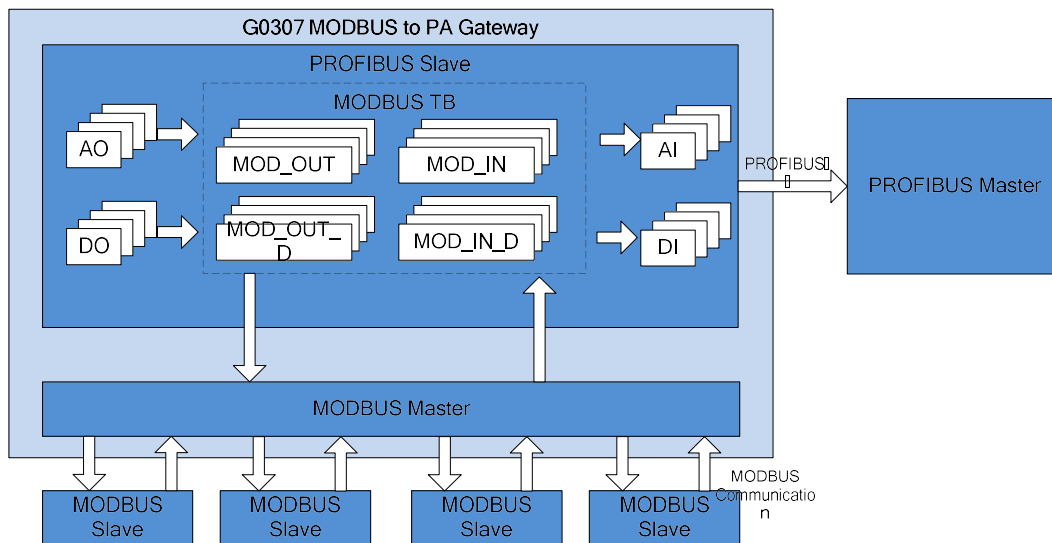 G0307 MODBUS to PA Gateway
PROFIBUS Slave
MODBUS TB
AO
MOD_OUT
MOD_IN
AI
DO
MOD_OUT_
D
MOD_IN_D
DI
PROFIBUS
PROFIBUS Master
MODBUS Master
MODBUS
Slave
MODBUS
Slave
MODBUS
Slave
MODBUS
Slave
MODBUS
Communicatio
n